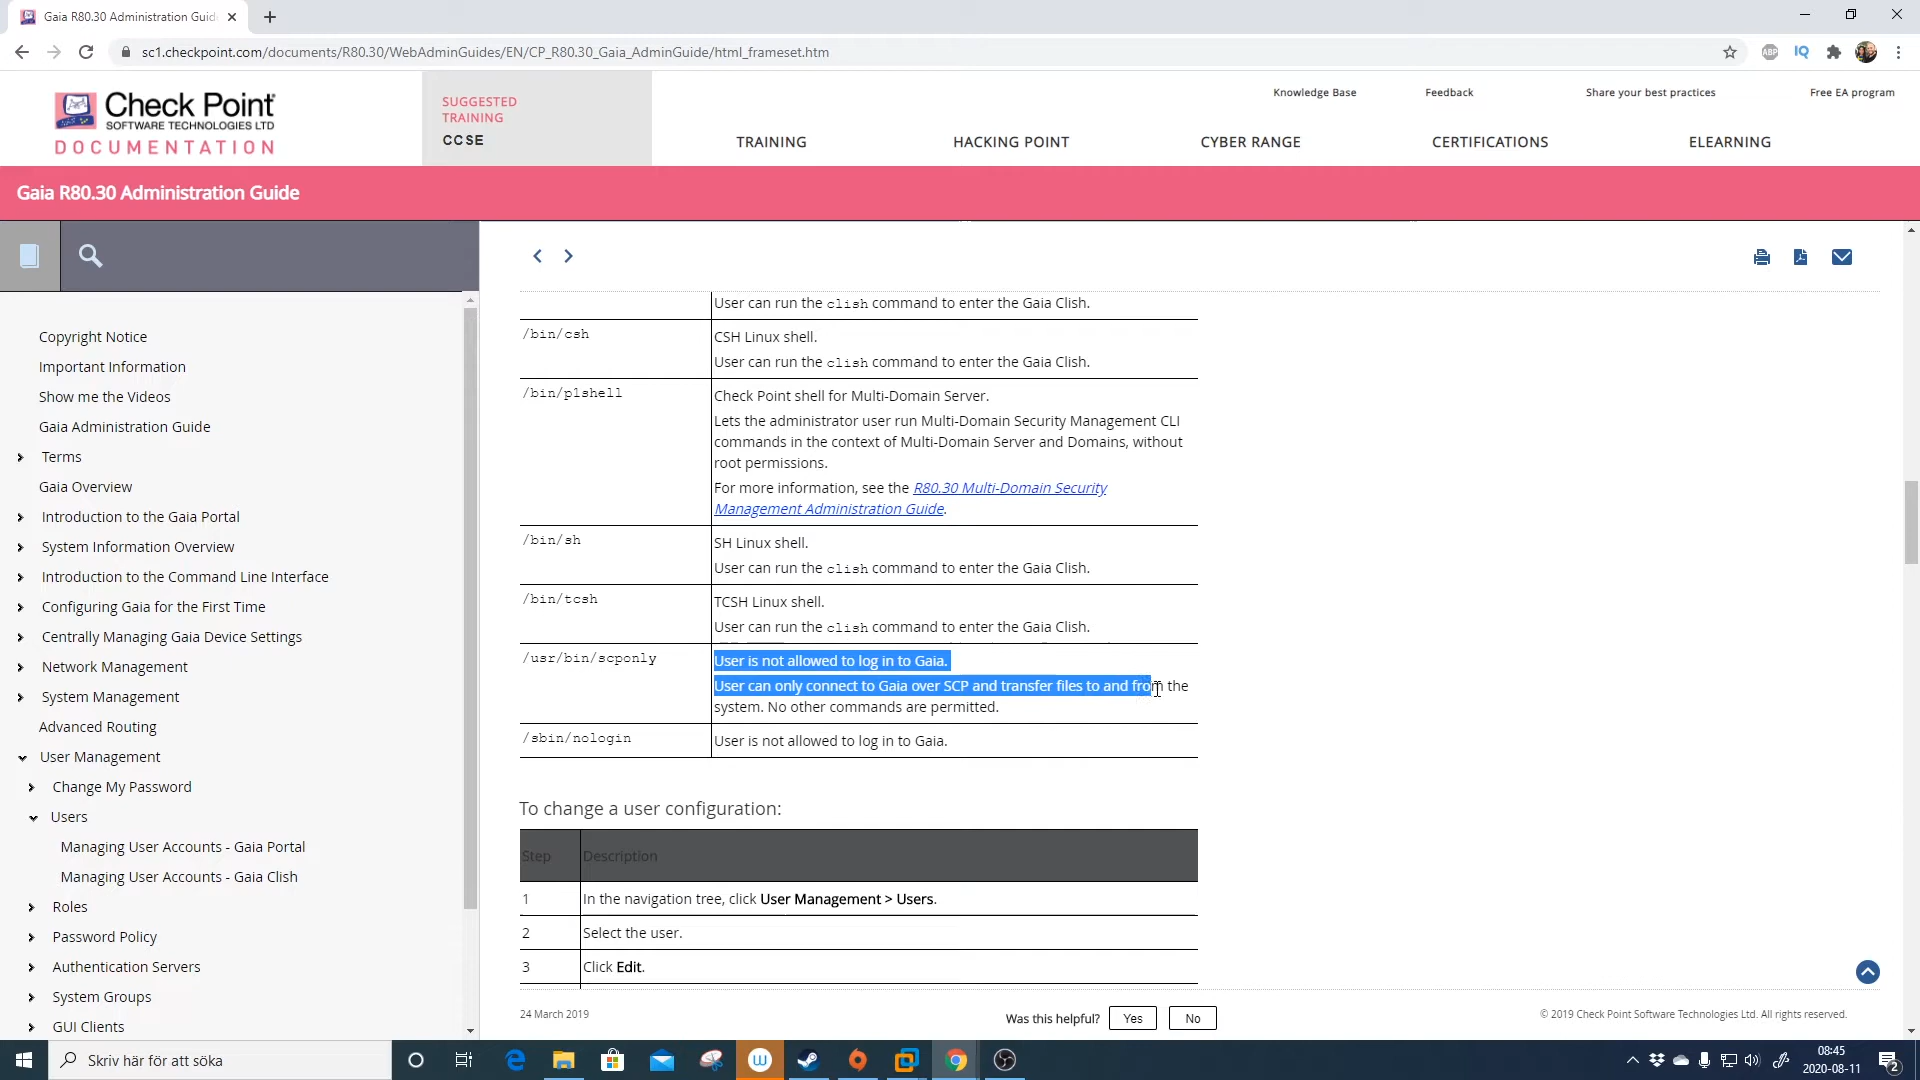 Gaia R80.30 Administration Guid
sc1.checkpoint.com/documents/R80.30/WebAdminGuides/EN/CP_R80.30_Gaia_AdminGuide/html_frameset.htm
ABP
IQ
Check Point
SOFTWARE TECHNOLOGIES LTD
DOCUMENTATION
SUGGESTED
TRAINING
CCSE
Knowledge Base
Feedback
Share your best practices
Free EA program
TRAINING
HACKING POINT
CYBER RANGE
CERTIFICATIONS
ELEARNING
Gaia R80.30 Administration Guide
Copyright Notice
Important Information
Show me the Videos
Gaia Administration Guide
Terms
Gaia Overview
Introduction to the Gaia Portal
System Information Overview
Introduction to the Command Line Interface
Configuring Gaia for the First Time
Centrally Managing Gaia Device Settings
Network Management
System Management
Advanced Routing
User Management
Change My Password
Users
Managing User Accounts - Gaia Portal
Managing User Accounts - Gaia Clish
Roles
Password Policy
Authentication Servers
System Groups
GUI Clients
User can run the clish command to enter the Gaia Clish.
/bin/csh
CSH Linux shell.
User can run the clish command to enter the Gaia Clish.
/bin/p1shell
Check Point shell for Multi-Domain Server.
Lets the administrator user run Multi-Domain Security Management CLI
commands in the context of Multi-Domain Server and Domains, without
root permissions.
For more information, see the R80.30 Multi-Domain Security
Management Administration Guide.
/bin/sh
SH Linux shell.
User can run the clish command to enter the Gaia Clish.
/bin/tcsh
TCSH Linux shell.
User can run the clish command to enter the Gaia Clish.
/usr/bin/scponly
User is not allowed to log in to Gaia.
User can only connect to Gaia over SCP and transfer files to and from the
system. No other commands are permitted.
/sbin/nologin
User is not allowed to log in to Gaia.
To change a user configuration:
Step Description
1 In the navigation tree, click User Management > Users.
2 Select the user.
3 Click Edit.
24 March 2019
Was this helpful? Yes No
© 2019 Check Point Software Technologies Ltd. All rights reserved.
Skriv här för att söka
08:45
2020-08-11
2